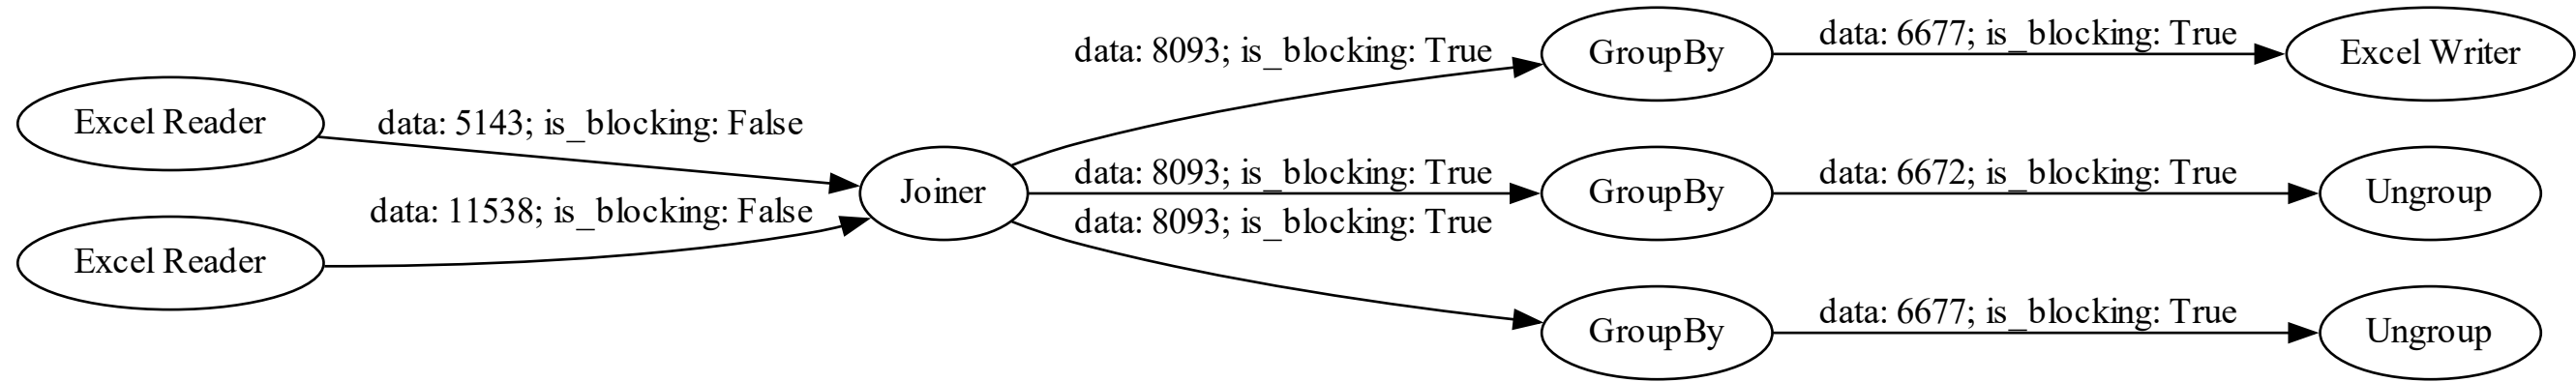 Excel Reader
data: 5143; is_blocking: False
Excel Reader
data: 11538; is_blocking: False
Joiner
data: 8093; is_blocking: True
GroupBy
data: 6677; is_blocking: True
Excel Writer
data: 8093; is_blocking: True
GroupBy
data: 6672; is_blocking: True
Ungroup
data: 8093; is_blocking: True
GroupBy
data: 6677; is_blocking: True
Ungroup